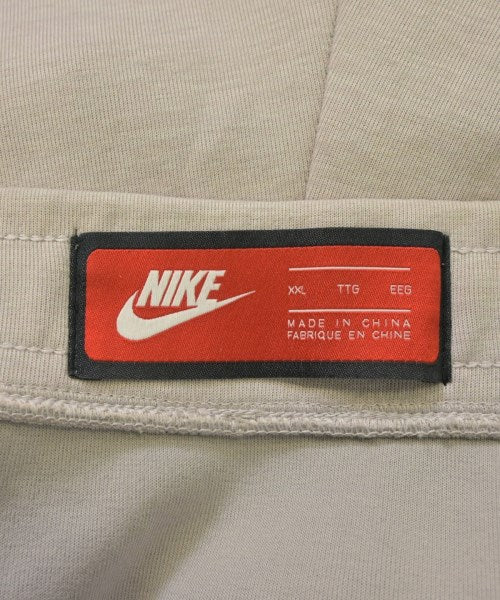 NIKE
XXL TTG EEG
MADE IN CHINA
FABRIQUE EN CHINE